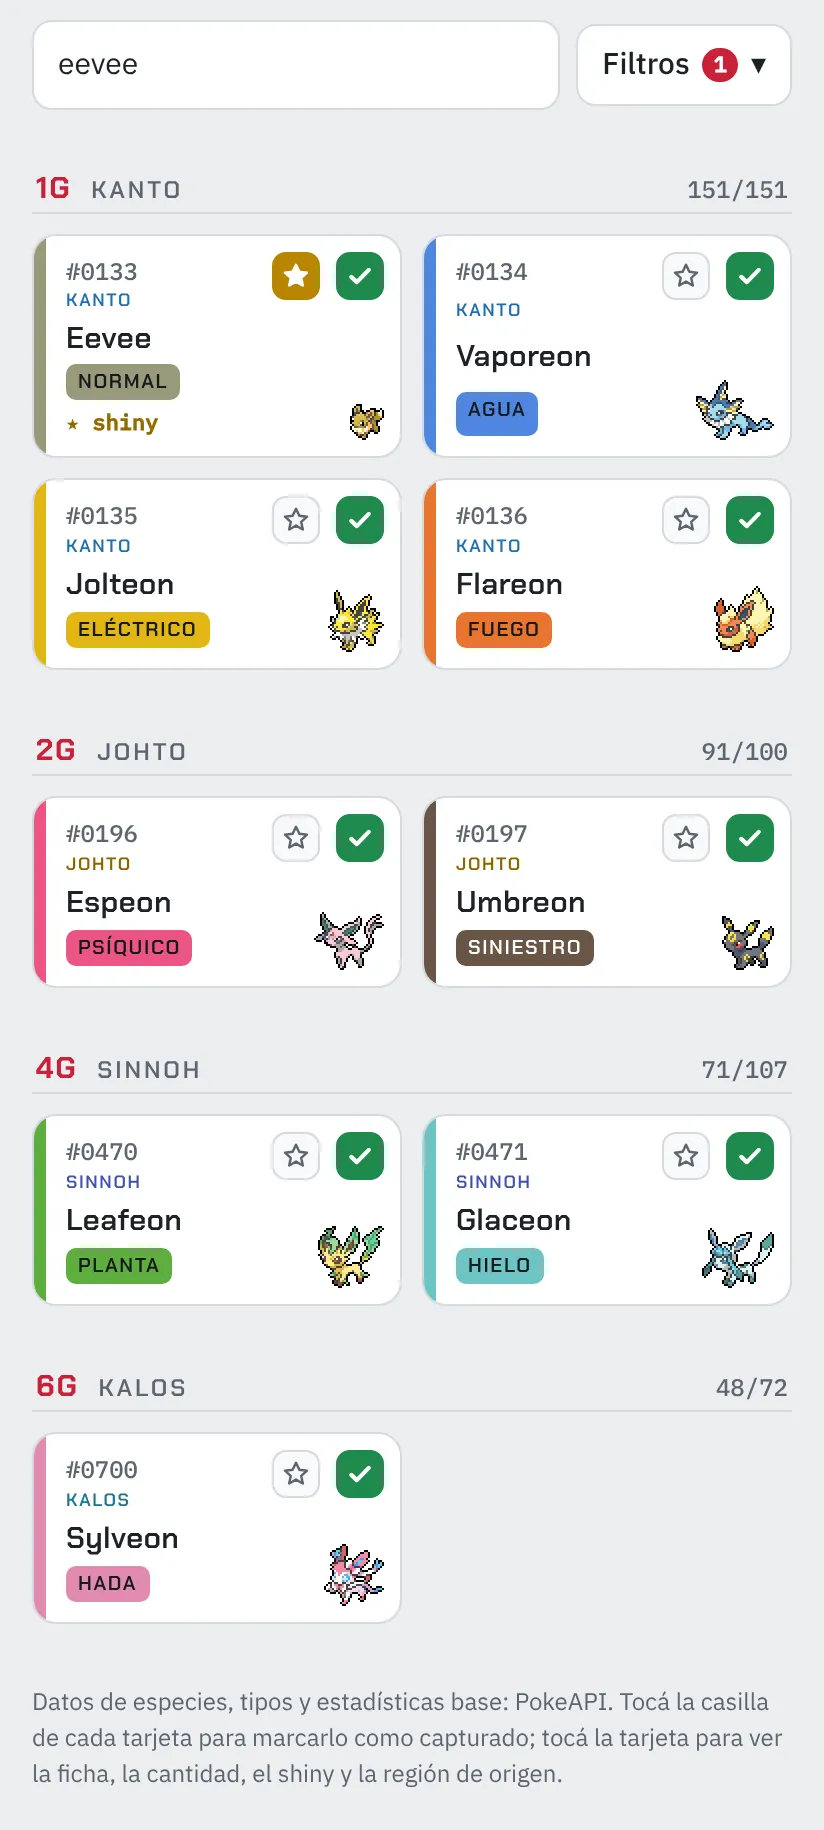 eevee
Filtros 1 ▼
1G KANTO 151/151
#0133
KANTO
Eevee
NORMAL
★ shiny
#0134
KANTO
Vaporeon
AGUA
#0135
KANTO
Jolteon
ELÉCTRICO
#0136
KANTO
Flareon
FUEGO
2G JOHTO 91/100
#0196
JOHTO
Espeon
PSÍQUICO
#0197
JOHTO
Umbreon
SINIESTRO
4G SINNOH 71/107
#0470
SINNOH
Leafeon
PLANTA
#0471
SINNOH
Glaceon
HIELO
6G KALOS 48/72
#0700
KALOS
Sylveon
HADA
Datos de especies, tipos y estadísticas base: PokeAPI. Tocá la casilla
de cada tarjeta para marcarlo como capturado; tocá la tarjeta para ver
la ficha, la cantidad, el shiny y la región de origen.